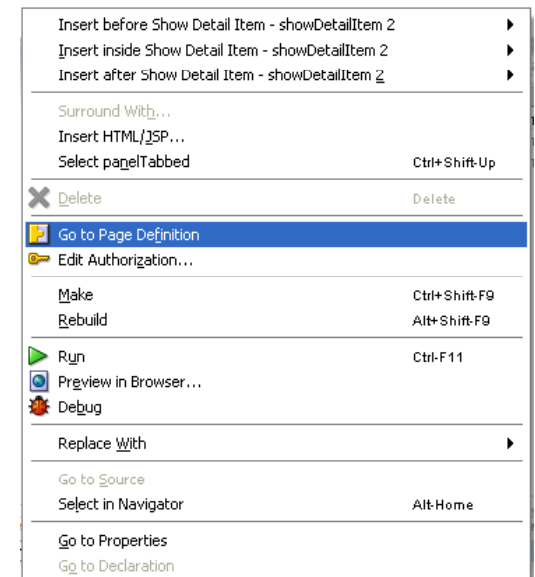 Insert before Show Detail Item - showDetailItem 2
Insert inside Show Detail Item - showDetailItem 2
Insert after Show Detail Item - showDetailItem 2
Surround With...
Insert HTML/JSP...
Select panelTabbed Ctrl+Shift-Up
Delete Delete
Go to Page Definition
Edit Authorization...
Make Ctrl+Shift-F9
Rebuild Alt+Shift-F9
Run Ctrl-F11
Preview in Browser...
Debug
Replace With
Go to Source
Select in Navigator Alt-Home
Go to Properties
Go to Declaration